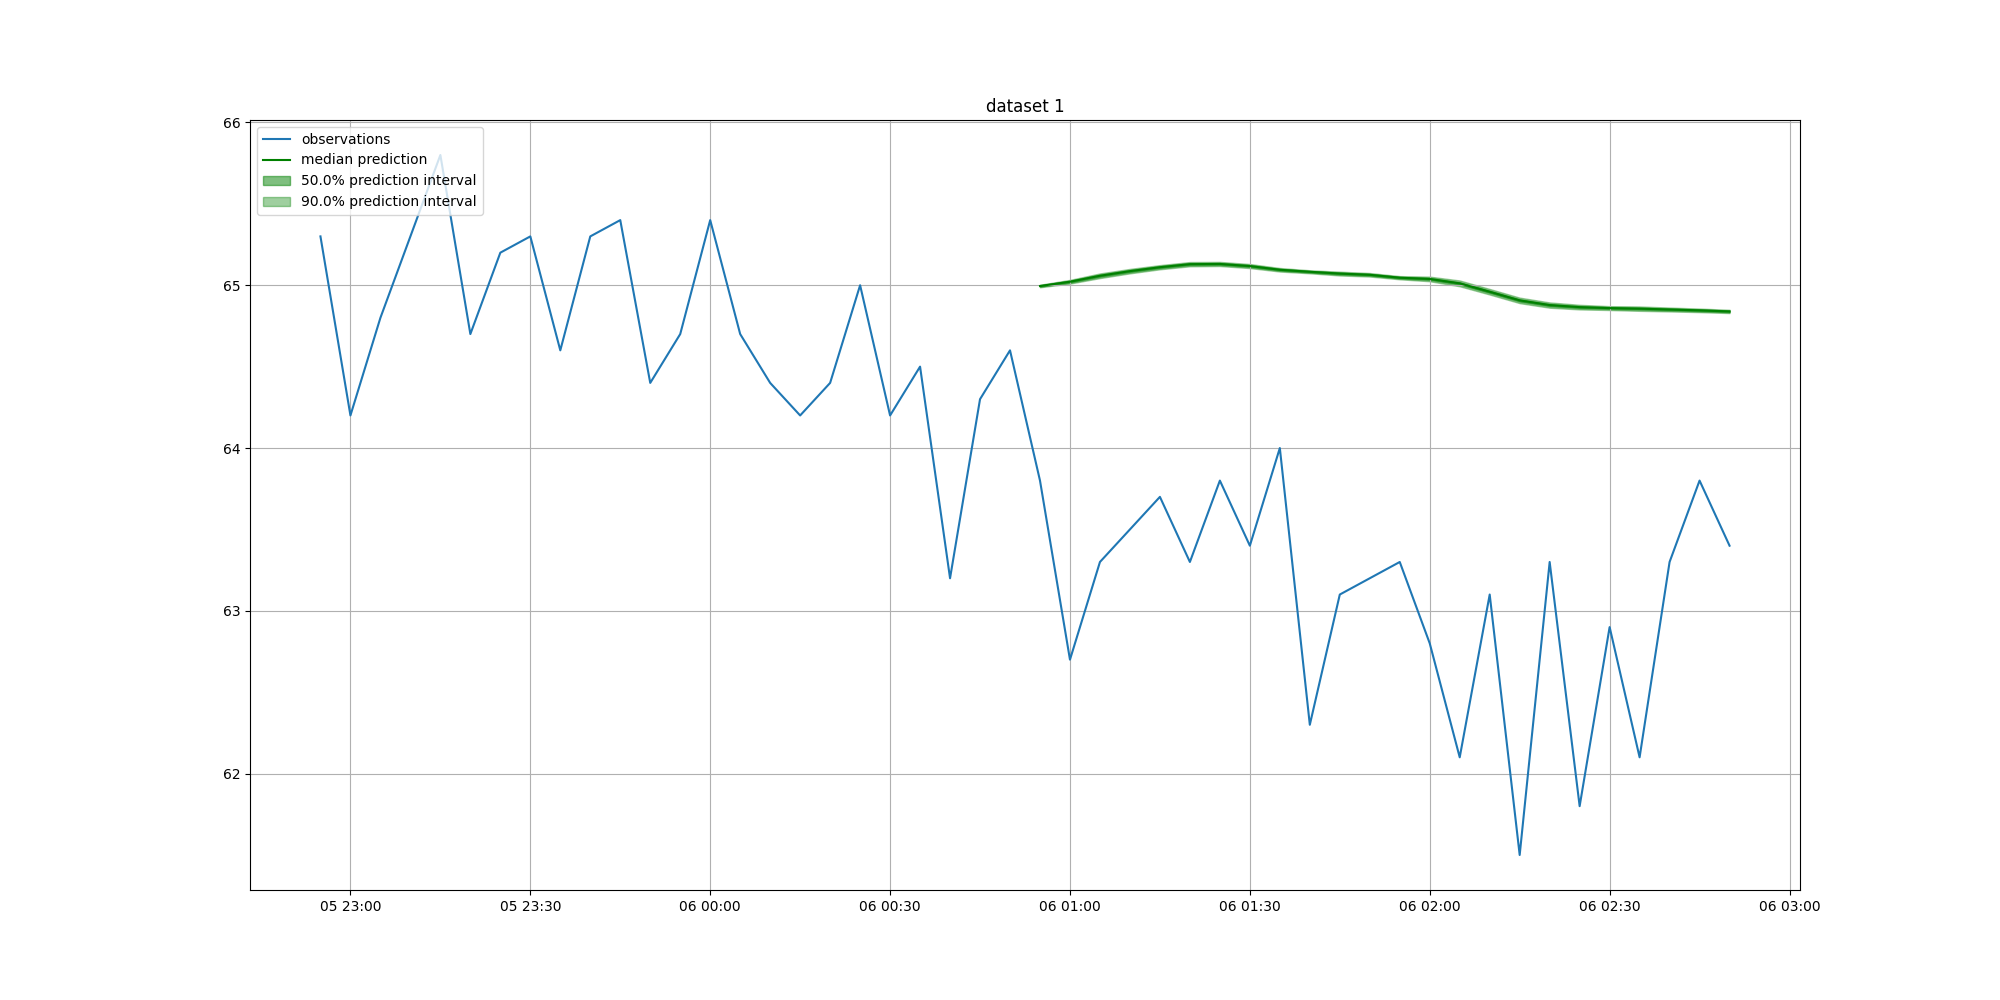 dataset 1
observations
median prediction
50.0% prediction interval
90.0% prediction interval
66
65
64
63
62
05 23:00
05 23:30
06 00:00
06 00:30
06 01:00
06 01:30
06 02:00
06 02:30
06 03:00